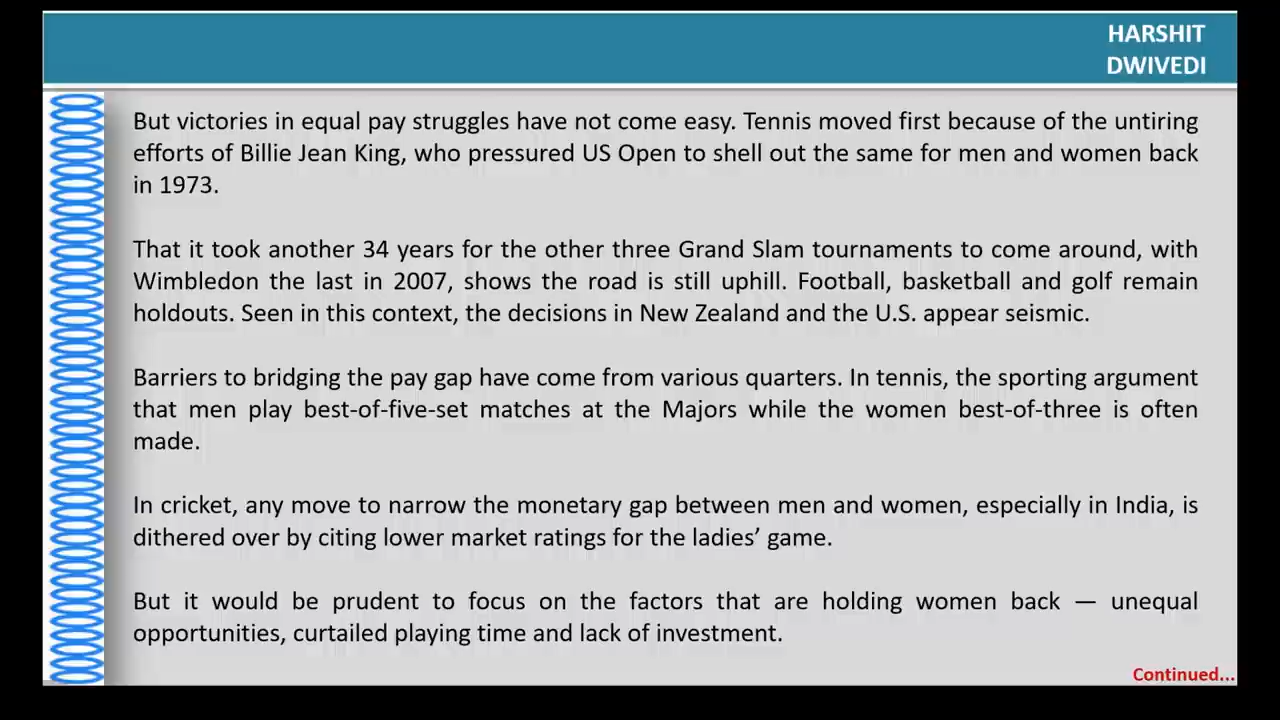 HARSHIT
DWIVEDI
But victories in equal pay struggles have not come easy. Tennis moved first because of the untiring
efforts of Billie Jean King, who pressured US Open to shell out the same for men and women back
in 1973.
That it took another 34 years for the other three Grand Slam tournaments to come around, with
Wimbledon the last in 2007, shows the road is still uphill. Football, basketball and golf remain
holdouts. Seen in this context, the decisions in New Zealand and the U.S. appear seismic.
Barriers to bridging the pay gap have come from various quarters. In tennis, the sporting argument
that men play best-of-five-set matches at the Majors while the women best-of-three is often
made.
In cricket, any move to narrow the monetary gap between men and women, especially in India, is
dithered over by citing lower market ratings for the ladies’ game.
But it would be prudent to focus on the factors that are holding women back — unequal
opportunities, curtailed playing time and lack of investment.
Continued...